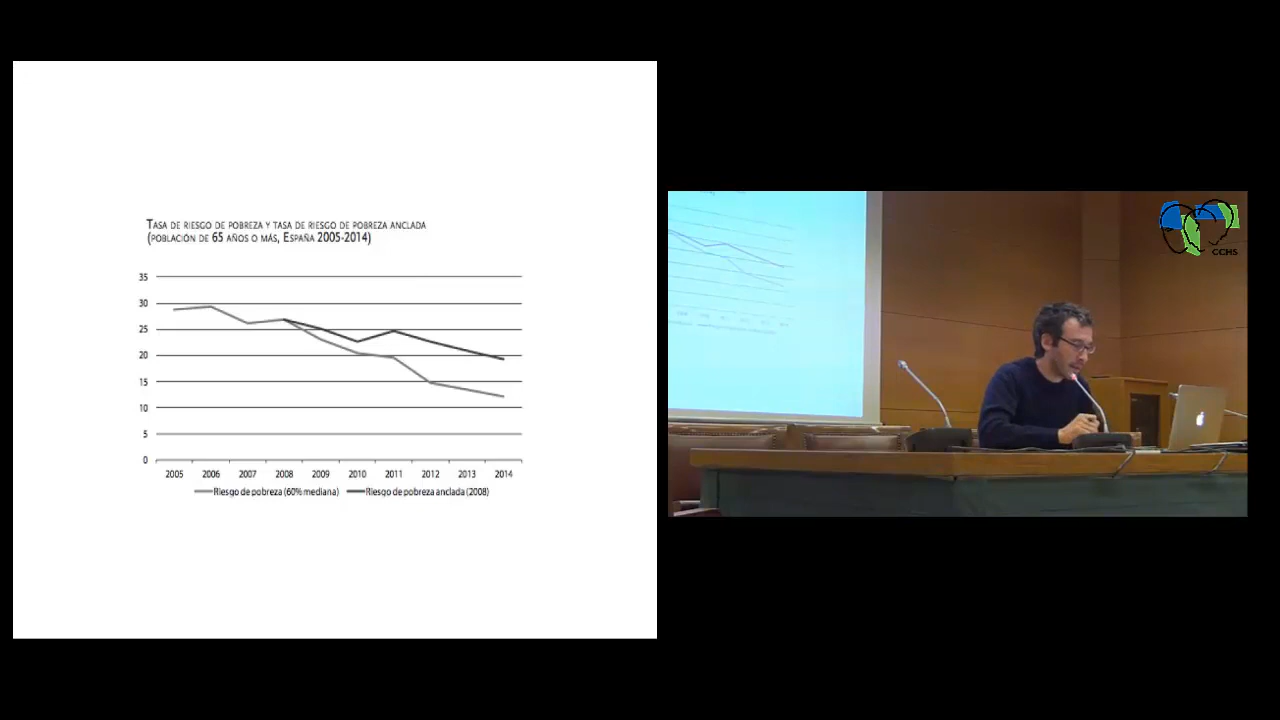 TASA DE RIESGO DE POBREZA Y TASA DE RIESGO DE POBREZA ANCLADA
(POBLACIÓN DE 65 AÑOS O MÁS, ESPAÑA 2005-2014)
35
30
25
20
15
10
5
0
2005 2006 2007 2008 2009 2010 2011 2012 2013 2014
Riesgo de pobreza (60% mediana) Riesgo de pobreza anclada (2008)
CCHS